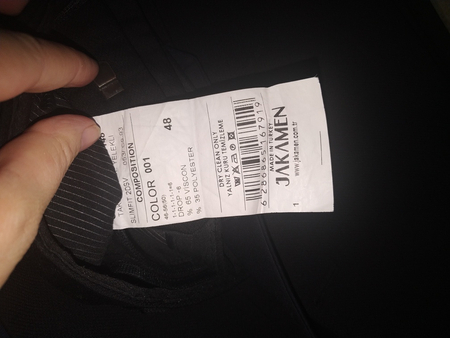 COMPOSITION
COLOR 001
48
DROP -6
% 65 VISCON
% 35 POLYESTER
DRY CLEAN ONLY
YALNIZ KURU TEMİZLEME
JAKAMEN
MADE IN TURKEY
www.jakamen.com.tr
1